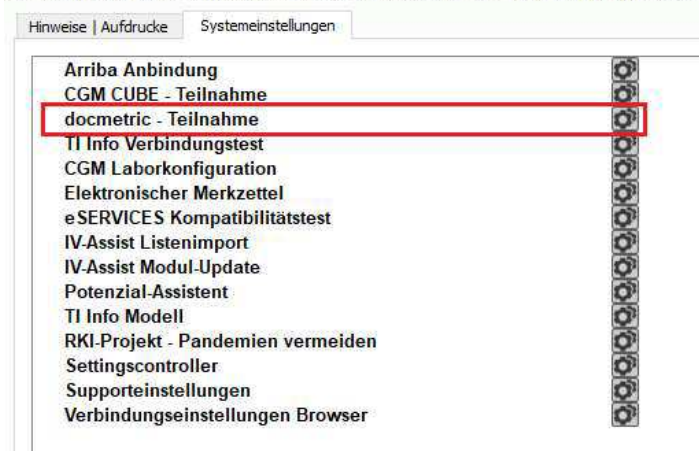 Hinweise | Aufdrucke
Systemeinstellungen
Arriba Anbindung
CGM CUBE - Teilnahme
docmetric - Teilnahme
TI Info Verbindungstest
CGM Laborkonfiguration
Elektronischer Merkzettel
eSERVICES Kompatibilitätstest
IV-Assist Listenimport
IV-Assist Modul-Update
Potenzial-Assistent
TI Info Modell
RKI-Projekt - Pandemien vermeiden
Settingscontroller
Supporteinstellungen
Verbindungseinstellungen Browser